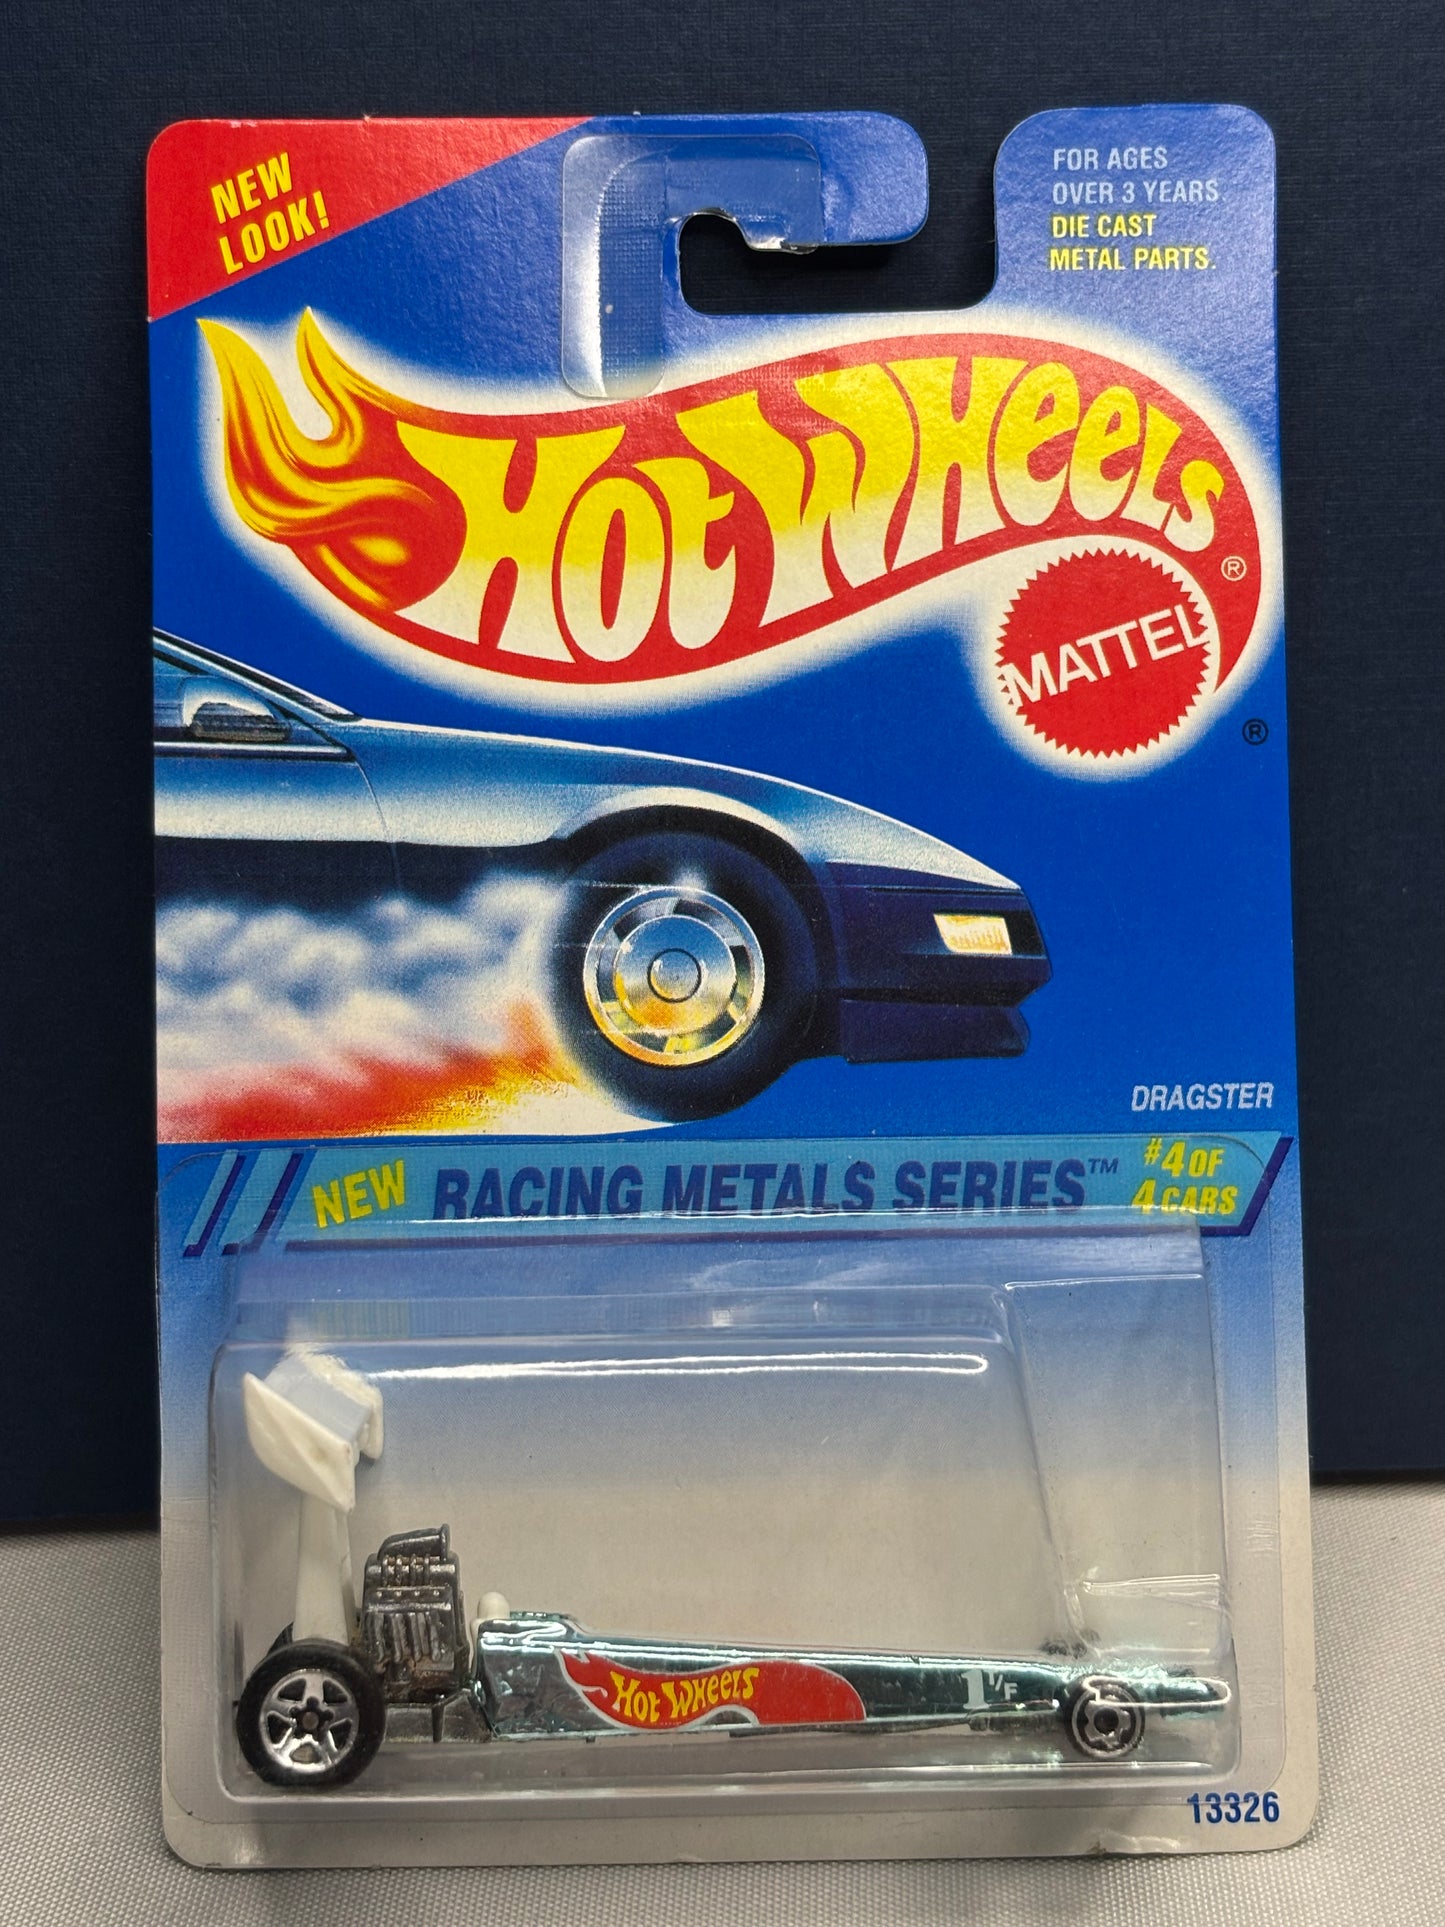 NEW
LOOK!
FOR AGES
OVER 3 YEARS.
DIE CAST
METAL PARTS.
HOT WHEELS ®
MATTEL
®
DRAGSTER
NEW RACING METALS SERIES™ #4 OF
4 CARS
HOT WHEELS
1 T/F
13326